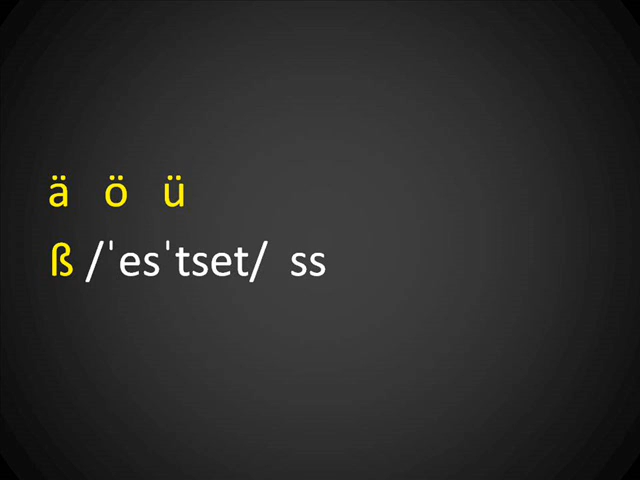 ä ö ü
ß /ˈesˈtset/ ss